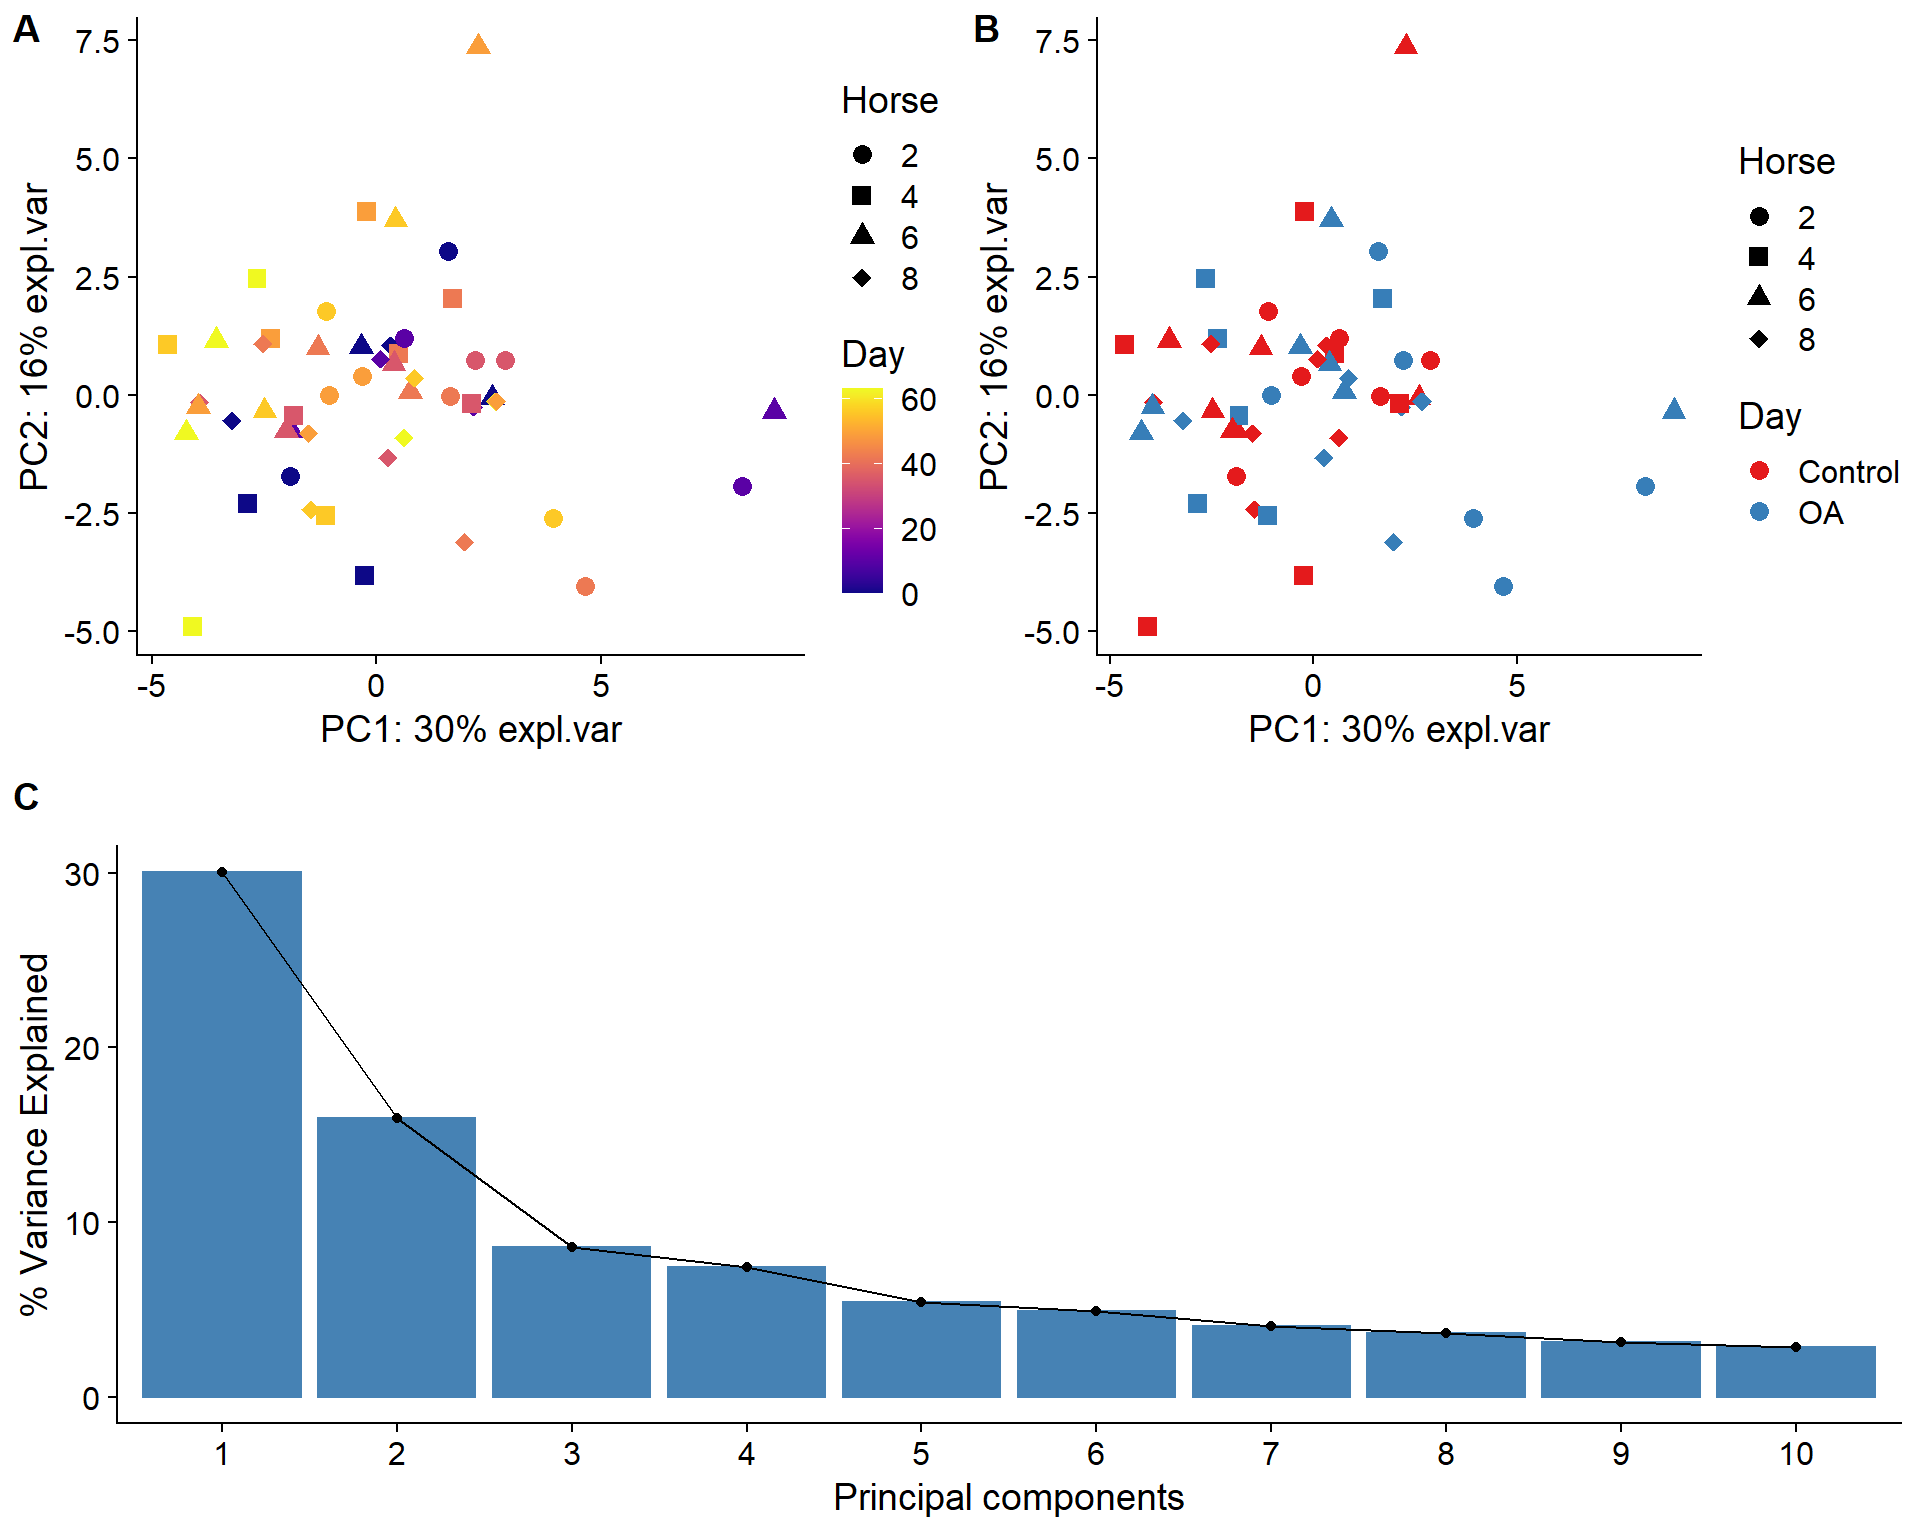 A
7.5
5.0
2.5
0.0
-2.5
-5.0
PC2: 16% expl.var
-5 0 5
PC1: 30% expl.var
Horse
2
4
6
8
Day
60
40
20
0
B
7.5
5.0
2.5
0.0
-2.5
-5.0
PC2: 16% expl.var
-5 0 5
PC1: 30% expl.var
Horse
2
4
6
8
Day
Control
OA
C
30
20
10
0
% Variance Explained
1 2 3 4 5 6 7 8 9 10
Principal components